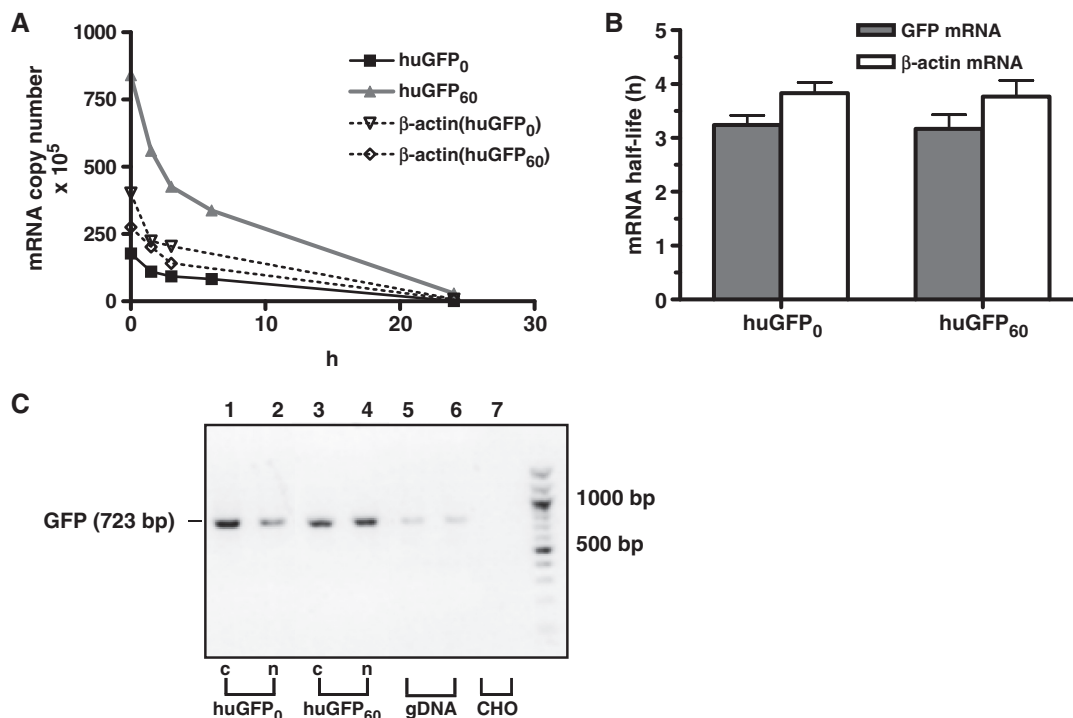 A
mRNA copy number
x 10⁵
1000
750
500
250
0
0 10 20 30
h
huGFP₀
huGFP₆₀
β-actin(huGFP₀)
β-actin(huGFP₆₀)
B
mRNA half-life (h)
5
4
3
2
1
0
GFP mRNA
β-actin mRNA
huGFP₀ huGFP₆₀
C
1 2 3 4 5 6 7
GFP (723 bp)
1000 bp
500 bp
c n c n
huGFP₀ huGFP₆₀ gDNA CHO